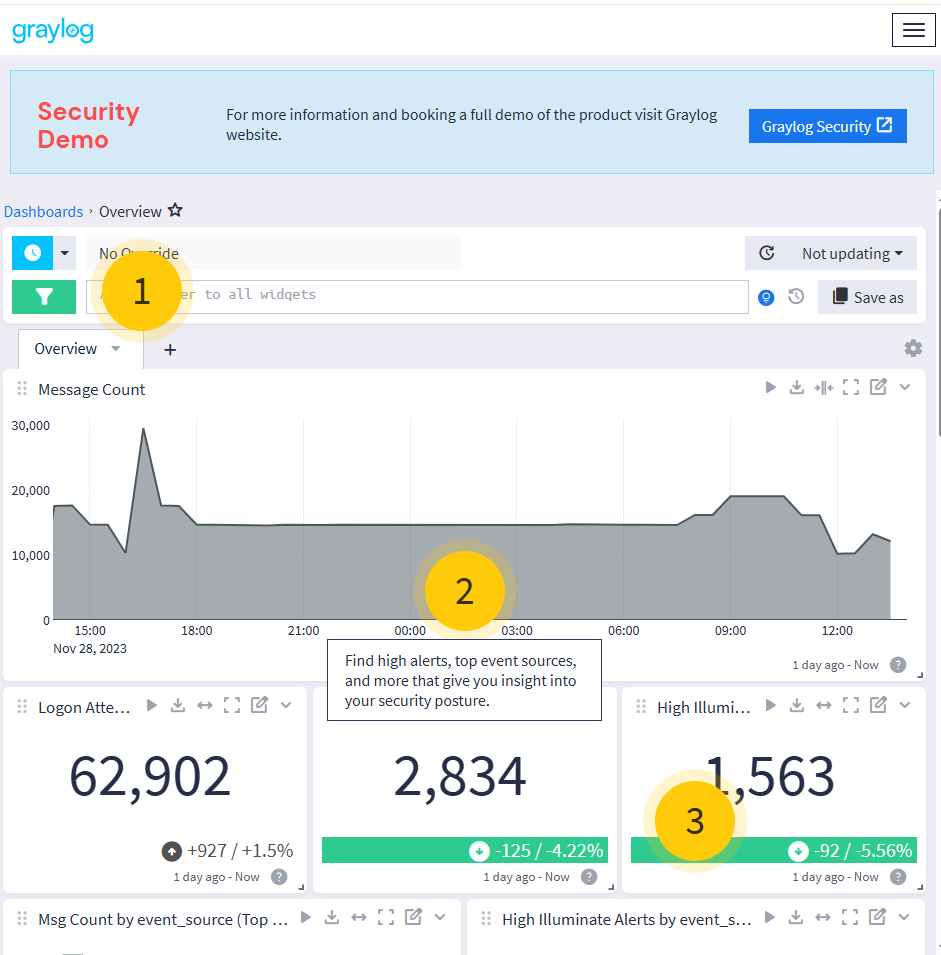 graylog
Security
Demo
For more information and booking a full demo of the product visit Graylog
website.
Graylog Security
Dashboards › Overview
No Override
Not updating
1
er to all widgets
Save as
Overview
+
Message Count
30,000
20,000
10,000
0
2
15:00 18:00 21:00 00:00 03:00 06:00 09:00 12:00
Nov 28, 2023
1 day ago - Now ?
Find high alerts, top event sources,
and more that give you insight into
your security posture.
Logon Atte...
High Illumi...
62,902
2,834
1,563
3
+927 / +1.5%
-125 / -4.22%
-92 / -5.56%
1 day ago - Now ?
1 day ago - Now ?
1 day ago - Now ?
Msg Count by event_source (Top ...
High Illuminate Alerts by event_s...